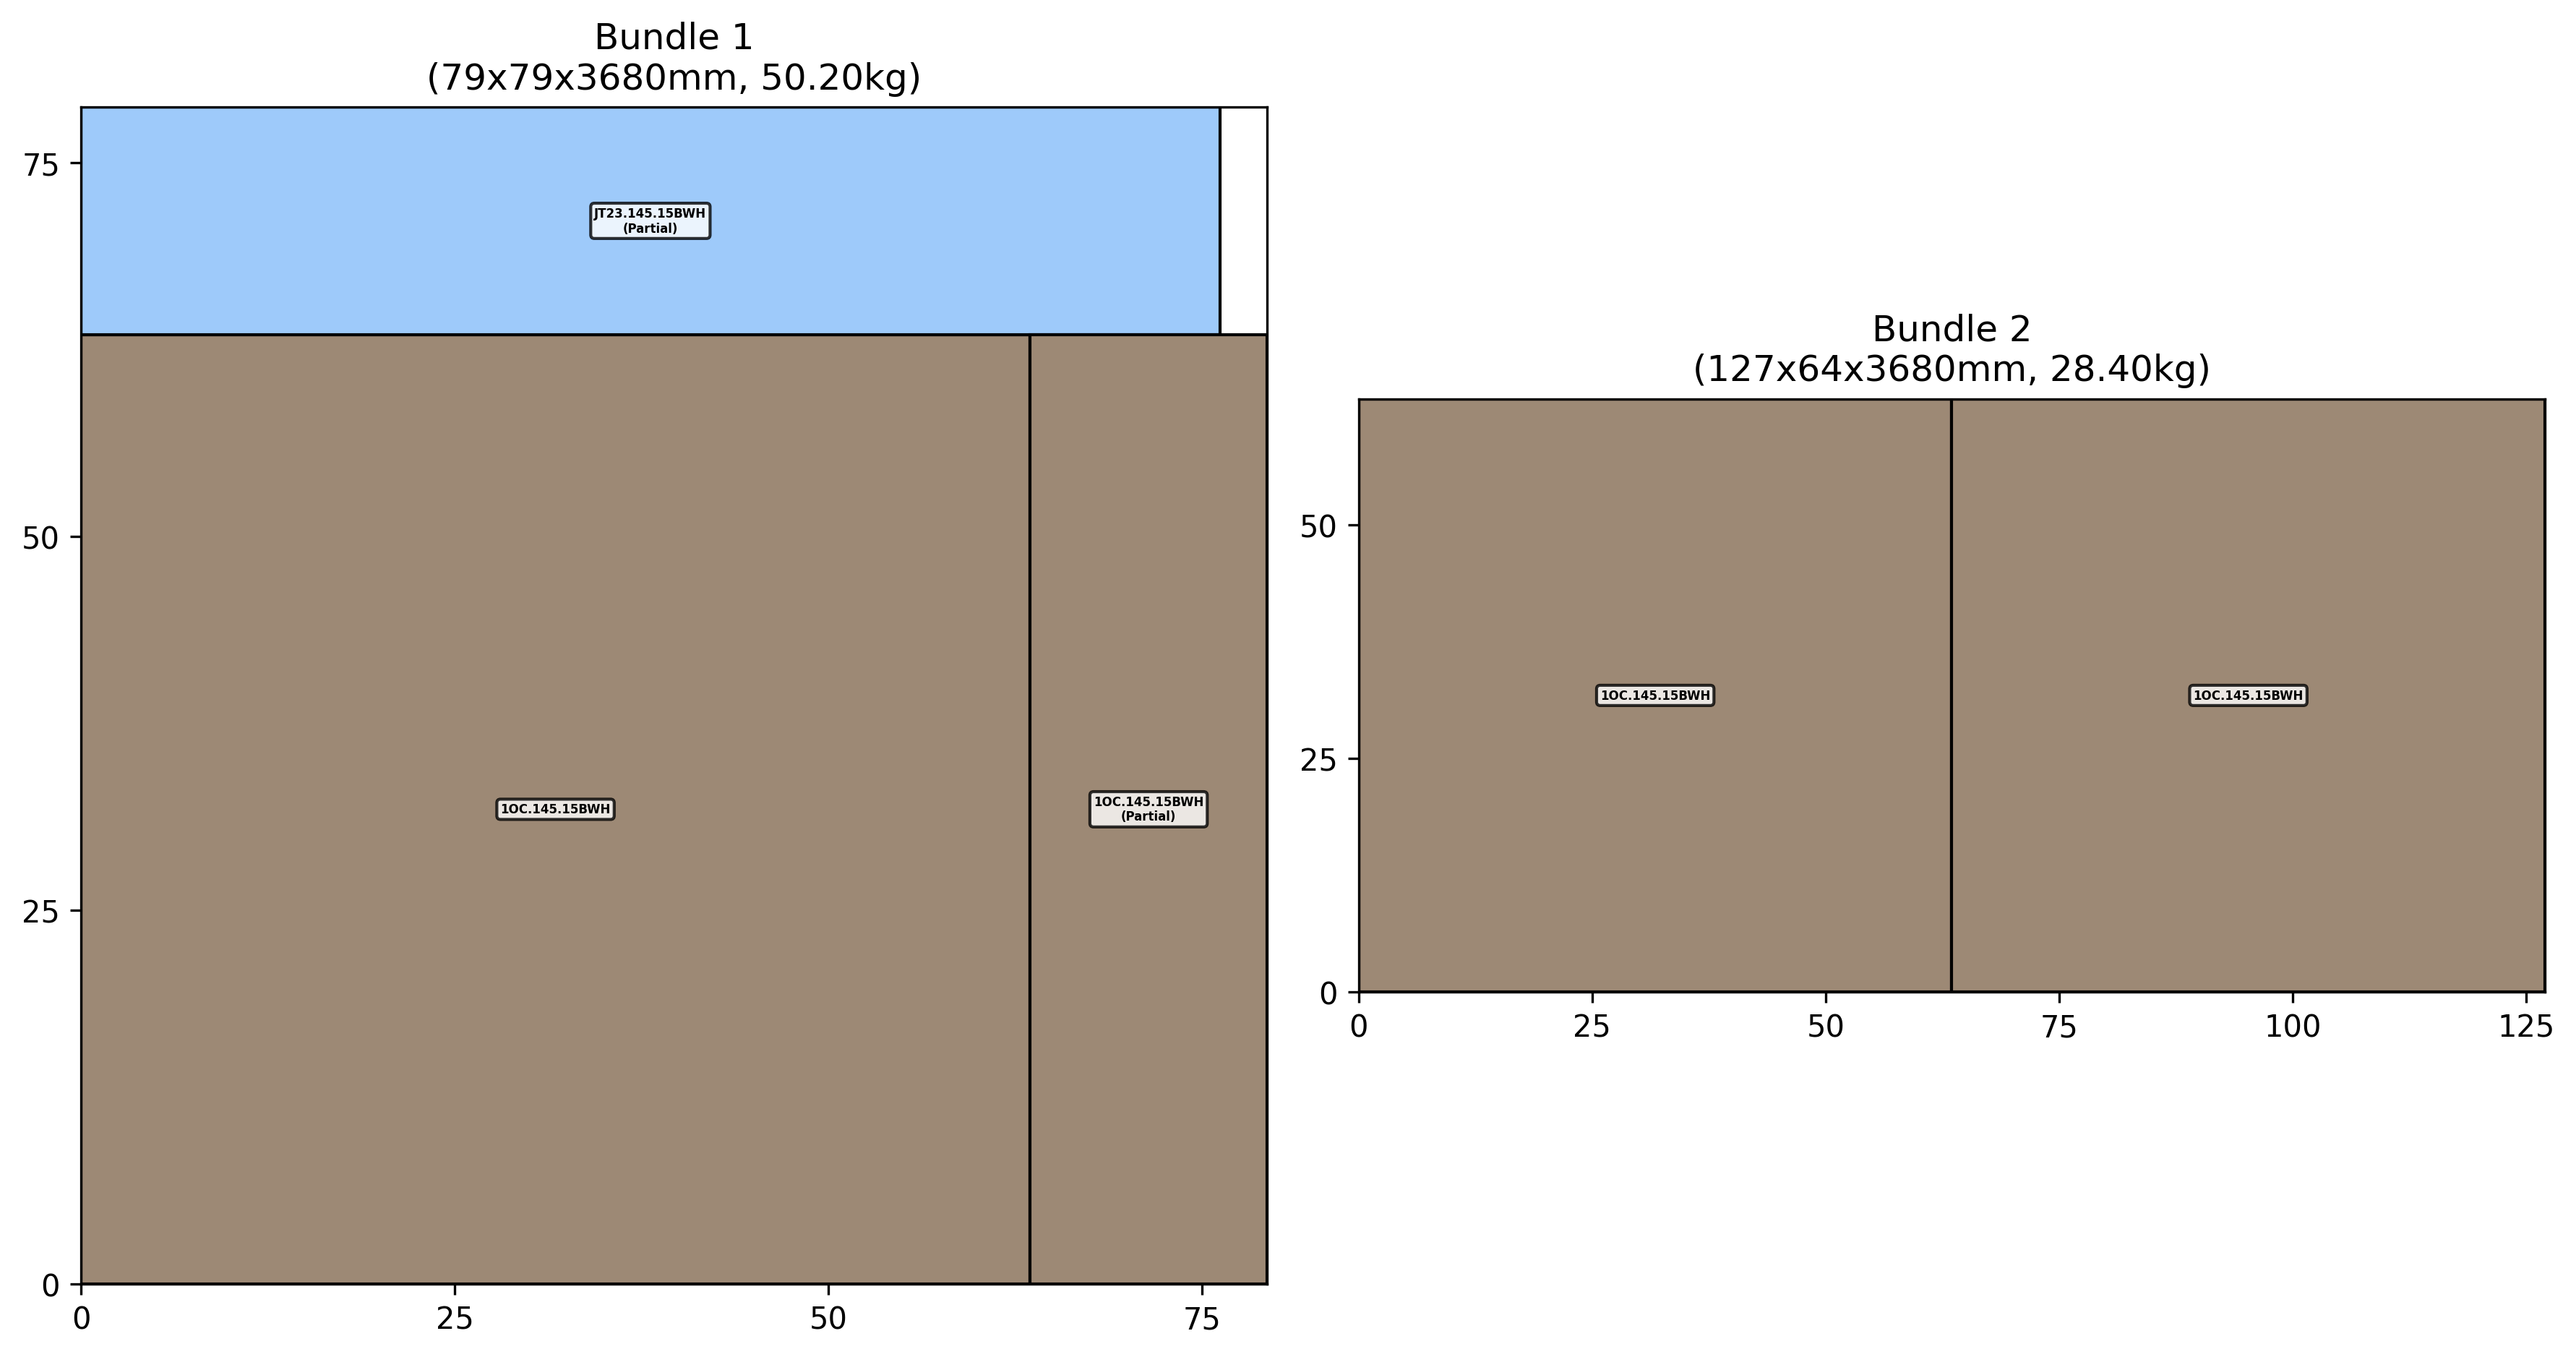 Bundle 1
(79x79x3680mm, 50.20kg)
75
50
25
0
0 25 50 75
JT23.145.15BWH
(Partial)
1OC.145.15BWH
1OC.145.15BWH
(Partial)
Bundle 2
(127x64x3680mm, 28.40kg)
50
25
0
0 25 50 75 100 125
1OC.145.15BWH
1OC.145.15BWH